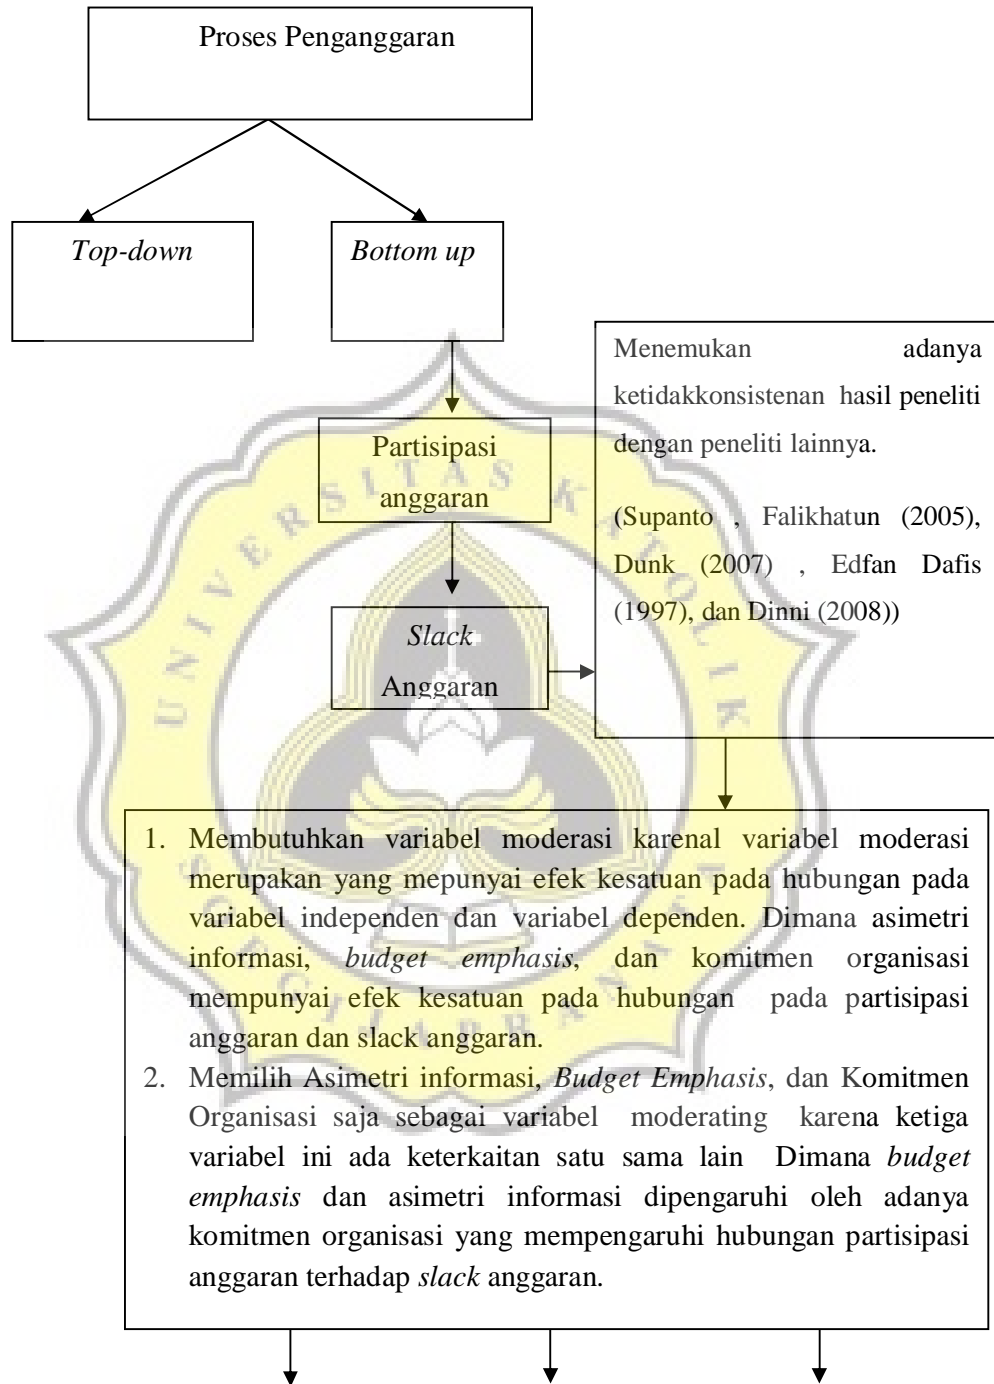 Proses Penganggaran
Top-down
Bottom up
Partisipasi
anggaran
Slack
Anggaran
Menemukan adanya
ketidakkonsistenan hasil peneliti
dengan peneliti lainnya.
(Supanto , Falikhatun (2005),
Dunk (2007) , Edfan Dafis
(1997), dan Dinni (2008))
1. Membutuhkan variabel moderasi karenal variabel moderasi
merupakan yang mepunyai efek kesatuan pada hubungan pada
variabel independen dan variabel dependen. Dimana asimetri
informasi, budget emphasis, dan komitmen organisasi
mempunyai efek kesatuan pada hubungan pada partisipasi
anggaran dan slack anggaran.
2. Memilih Asimetri informasi, Budget Emphasis, dan Komitmen
Organisasi saja sebagai variabel moderating karena ketiga
variabel ini ada keterkaitan satu sama lain Dimana budget
emphasis dan asimetri informasi dipengaruhi oleh adanya
komitmen organisasi yang mempengaruhi hubungan partisipasi
anggaran terhadap slack anggaran.
UNIVERSITAS KATOLIK
SOEGIJAPRANATA